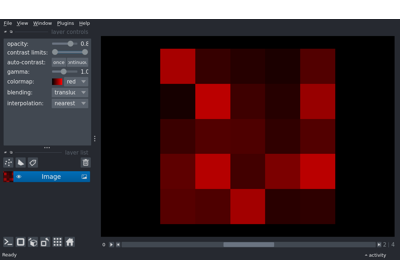 File View Window Plugins Help
layer controls
opacity: 0.8
contrast limits:
auto-contrast: once continuous
gamma: 1.0
colormap: red
blending: transluc
interpolation: nearest
layer list
Image
2 / 4
Ready
activity